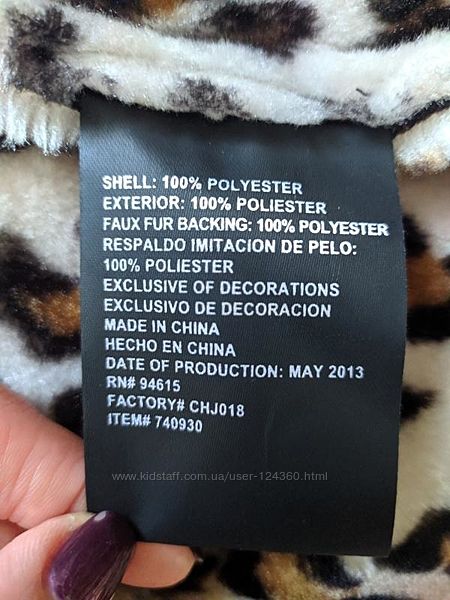 SHELL: 100% POLYESTER
EXTERIOR: 100% POLIESTER
FAUX FUR BACKING: 100% POLYESTER
RESPALDO IMITACION DE PELO:
100% POLIESTER
EXCLUSIVE OF DECORATIONS
EXCLUSIVO DE DECORACION
MADE IN CHINA
HECHO EN CHINA
DATE OF PRODUCTION: MAY 2013
RN# 94615
FACTORY# CHJ018
ITEM# 740930
www.kidstaff.com.ua/user-124360.html